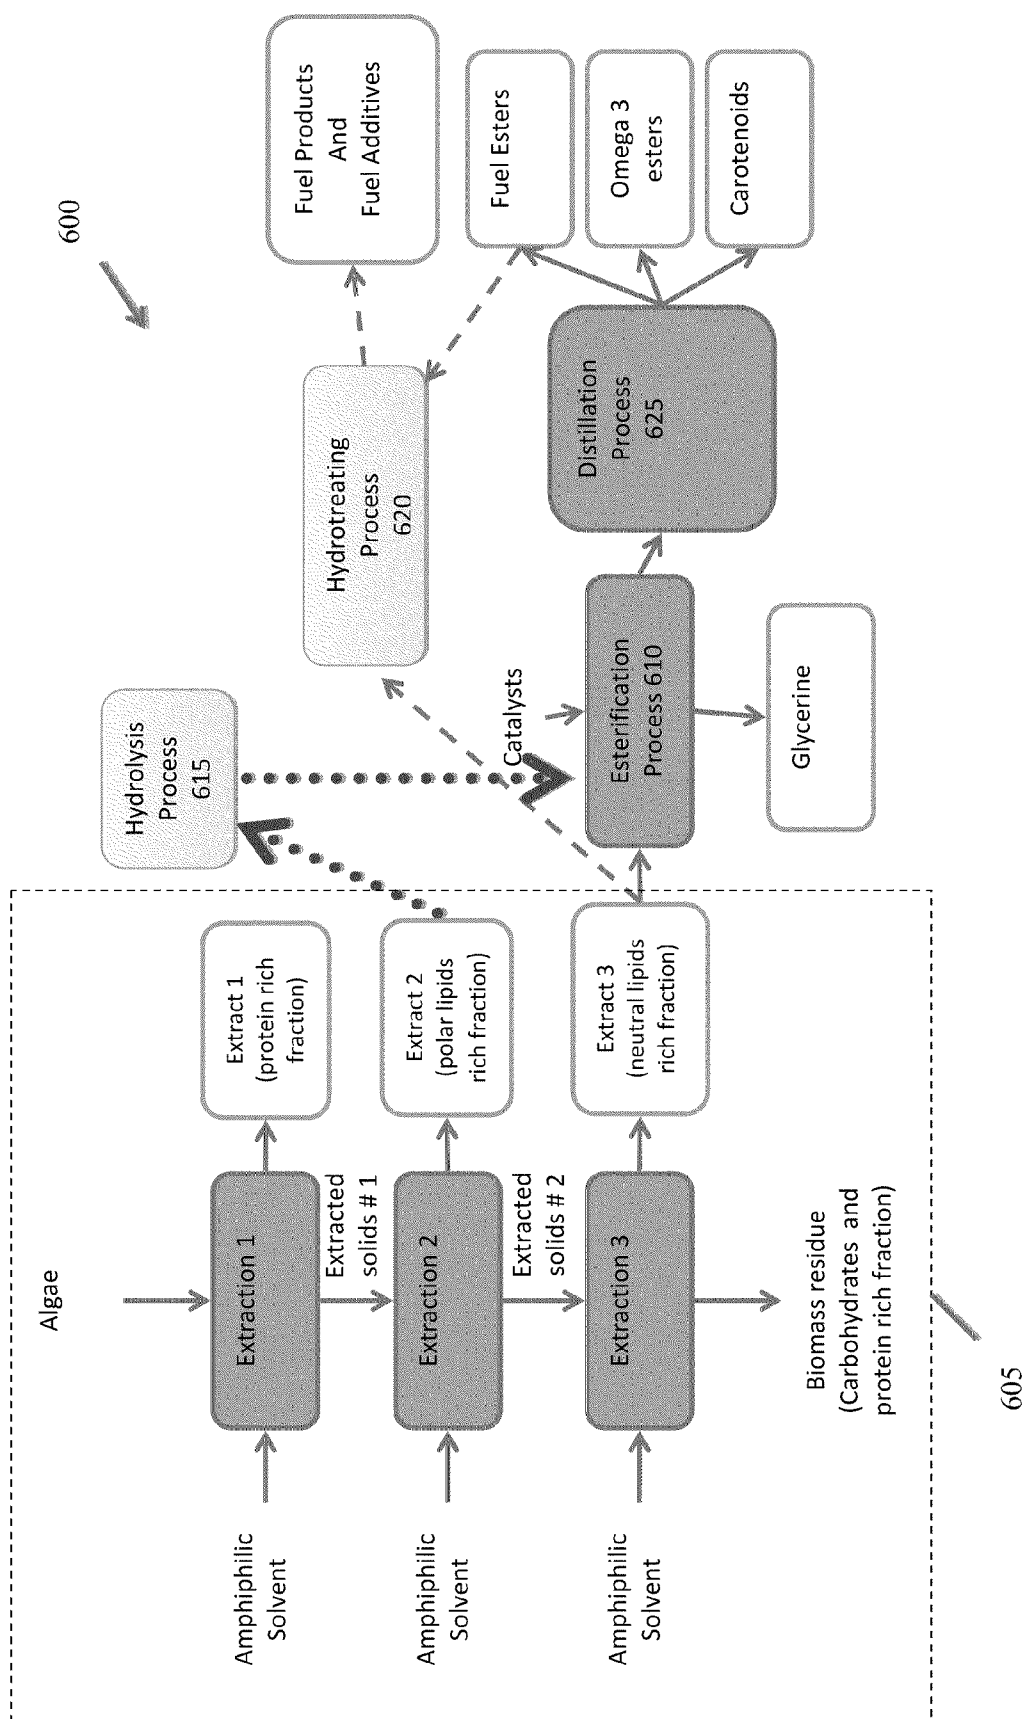 600
Algae
Amphiphilic
Solvent
Extraction 1
Extract 1
(protein rich
fraction)
Extracted
solids # 1
Amphiphilic
Solvent
Extraction 2
Extract 2
(polar lipids
rich fraction)
Extracted
solids # 2
Amphiphilic
Solvent
Extraction 3
Extract 3
(neutral lipids
rich fraction)
Biomass residue
(Carbohydrates and
protein rich fraction)
605
Hydrolysis
Process
615
Catalysts
Esterification
Process 610
Glycerine
Hydrotreating
Process
620
Distillation
Process
625
Fuel Products
And
Fuel Additives
Fuel Esters
Omega 3
esters
Carotenoids